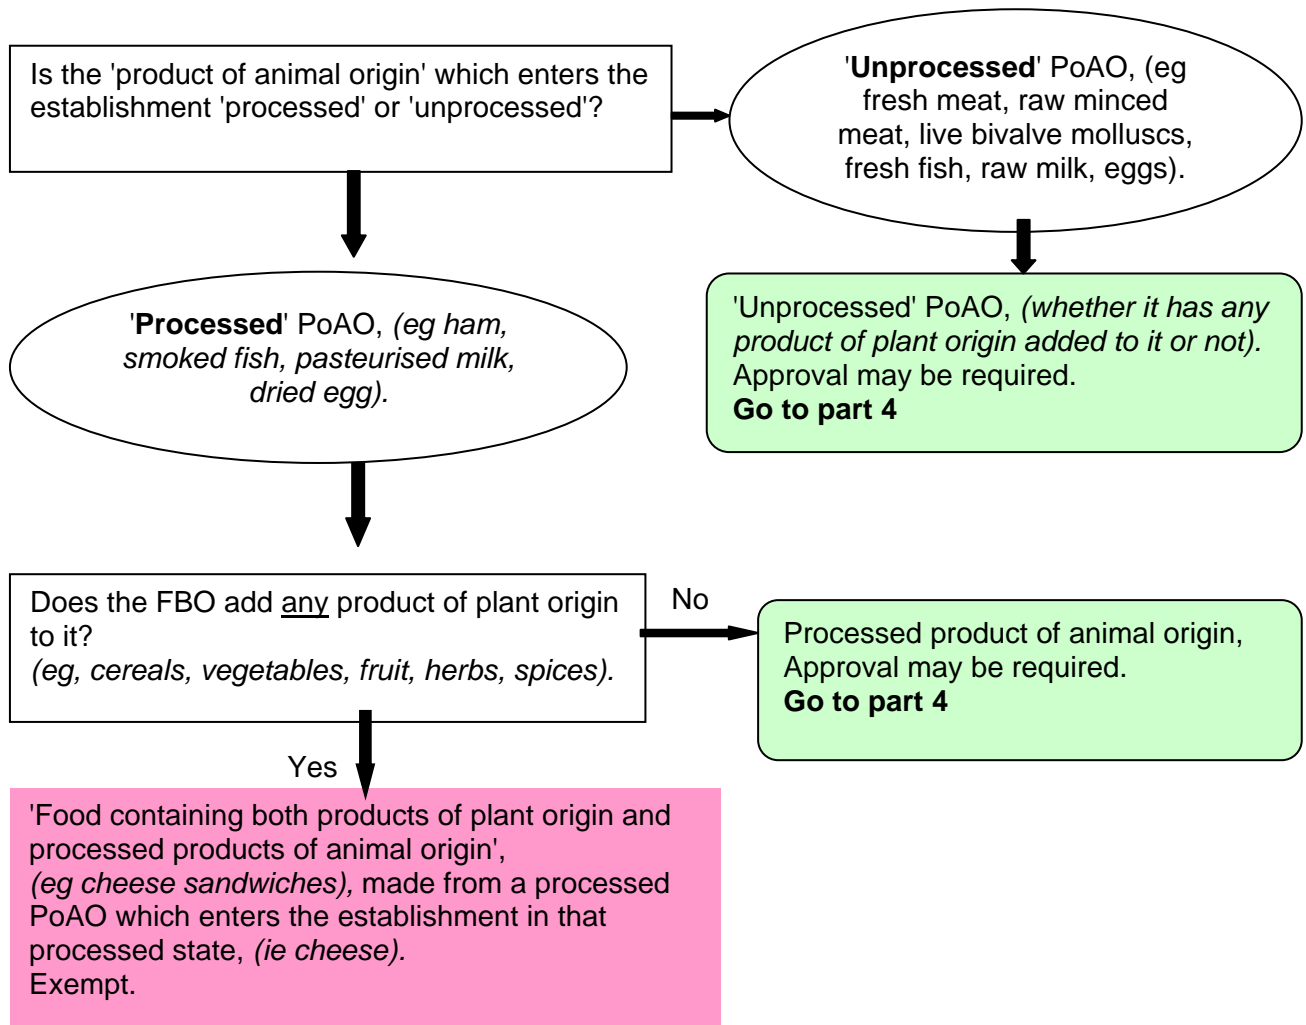 Is the 'product of animal origin' which enters the
establishment 'processed' or 'unprocessed'?
'Unprocessed' PoAO, (eg
fresh meat, raw minced
meat, live bivalve molluscs,
fresh fish, raw milk, eggs).
'Processed' PoAO, (eg ham,
smoked fish, pasteurised milk,
dried egg).
'Unprocessed' PoAO, (whether it has any
product of plant origin added to it or not).
Approval may be required.
Go to part 4
Does the FBO add any product of plant origin
to it?
(eg, cereals, vegetables, fruit, herbs, spices).
No
Processed product of animal origin,
Approval may be required.
Go to part 4
Yes
'Food containing both products of plant origin and
processed products of animal origin',
(eg cheese sandwiches), made from a processed
PoAO which enters the establishment in that
processed state, (ie cheese).
Exempt.